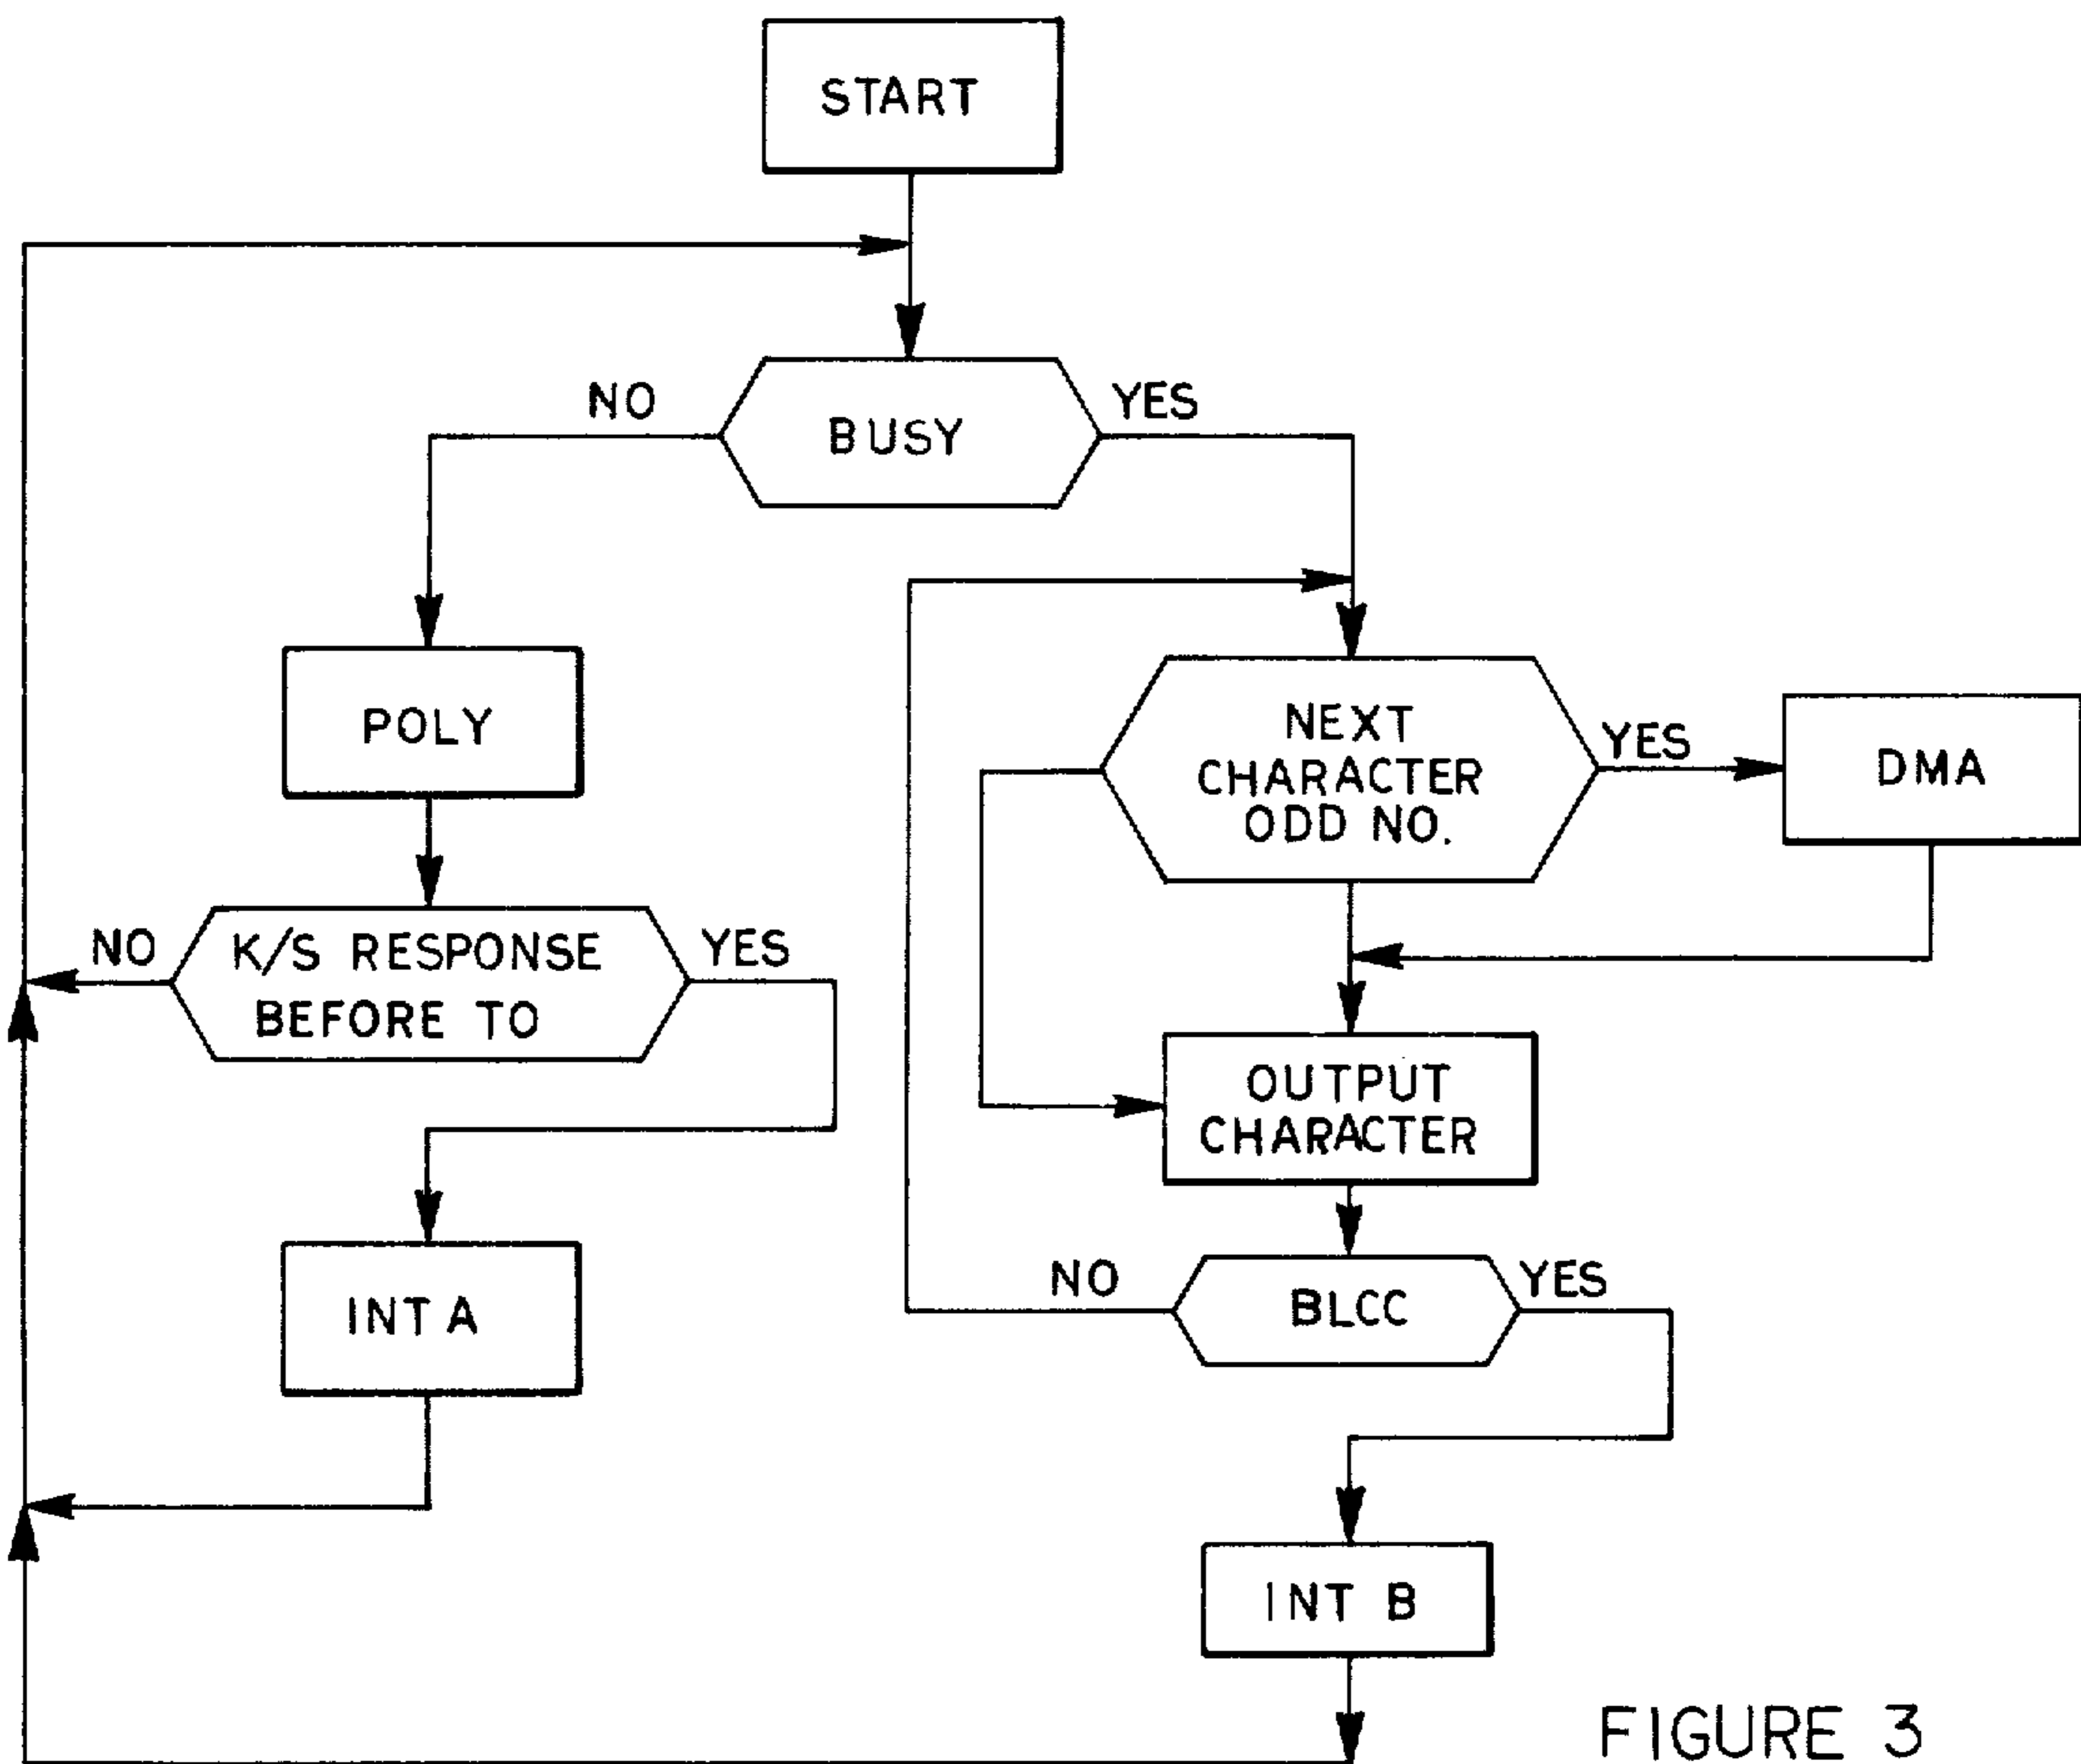 START
NO
BUSY
YES
POLY
NEXT
CHARACTER
ODD NO.
YES
DMA
NO
K/S RESPONSE
BEFORE TO
YES
OUTPUT
CHARACTER
INT A
NO
BLCC
YES
INT B
FIGURE 3